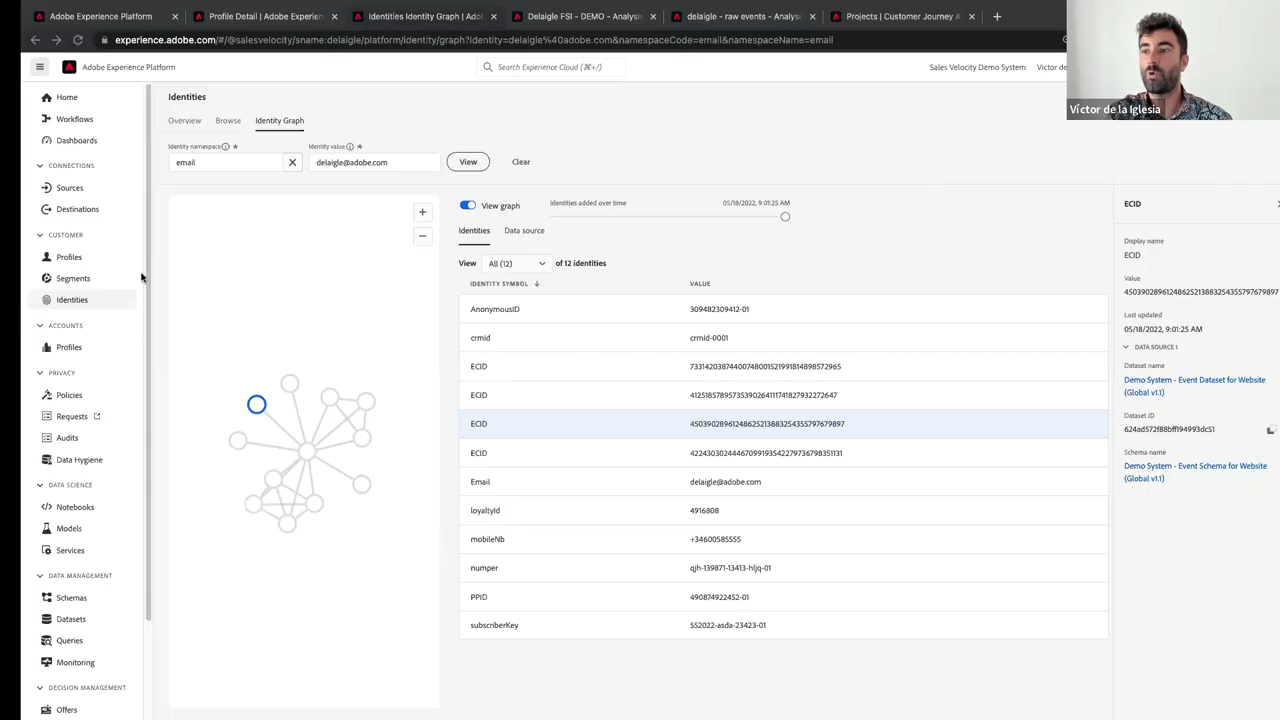 Adobe Experience Platform
Profile Detail | Adobe Experien
Identities Identity Graph | Ado
Delaigle FSI - DEMO - Analysis
delaigle - raw events - Analysi
Projects | Customer Journey A
experience.adobe.com/#/@salesvelocity/sname:delaigle/platform/identity/graph?identity=delaigle%40adobe.com&namespaceCode=email&namespaceName=email
Adobe Experience Platform
Search Experience Cloud (⌘+/)
Sales Velocity Demo System
Victor de
Víctor de la Iglesia
Home
Workflows
Dashboards
CONNECTIONS
Sources
Destinations
CUSTOMER
Profiles
Segments
Identities
ACCOUNTS
Profiles
PRIVACY
Policies
Requests
Audits
Data Hygiene
DATA SCIENCE
Notebooks
Models
Services
DATA MANAGEMENT
Schemas
Datasets
Queries
Monitoring
DECISION MANAGEMENT
Offers
Identities
Overview Browse Identity Graph
Identity namespace * Identity value *
email delaigle@adobe.com View Clear
View graph Identities added over time 05/18/2022, 9:01:25 AM
Identities Data source
View All (12) of 12 identities
IDENTITY SYMBOL VALUE
AnonymousID 309482309412-01
crmId crmId-0001
ECID 73314203874400748001521991814898572965
ECID 41251857895735390264111741827932272647
ECID 45039028961248625213883254355797679897
ECID 42243030244467099193542279736798351131
Email delaigle@adobe.com
loyaltyId 4916808
mobileNb +34600585555
numper qjh-139871-13413-hljq-01
PPID 490874922452-01
subscriberKey SS2022-asda-23423-01
ECID
Display name
ECID
Value
45039028961248625213883254355797679897
Last updated
05/18/2022, 9:01:25 AM
DATA SOURCE 1
Dataset name
Demo System - Event Dataset for Website
(Global v1.1)
Dataset ID
624ad572f88bff194993dc51
Schema name
Demo System - Event Schema for Website
(Global v1.1)